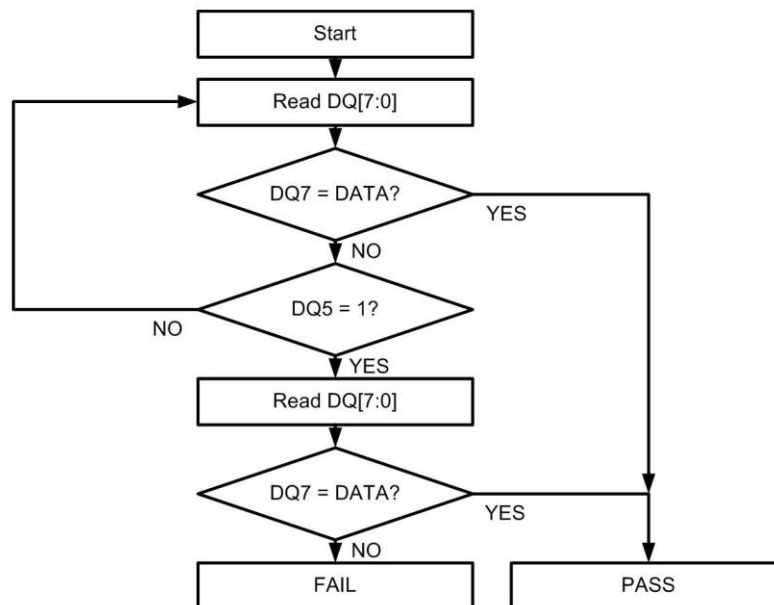 Start
Read DQ[7:0]
DQ7 = DATA?
YES
NO
DQ5 = 1?
NO
YES
Read DQ[7:0]
DQ7 = DATA?
YES
NO
FAIL
PASS